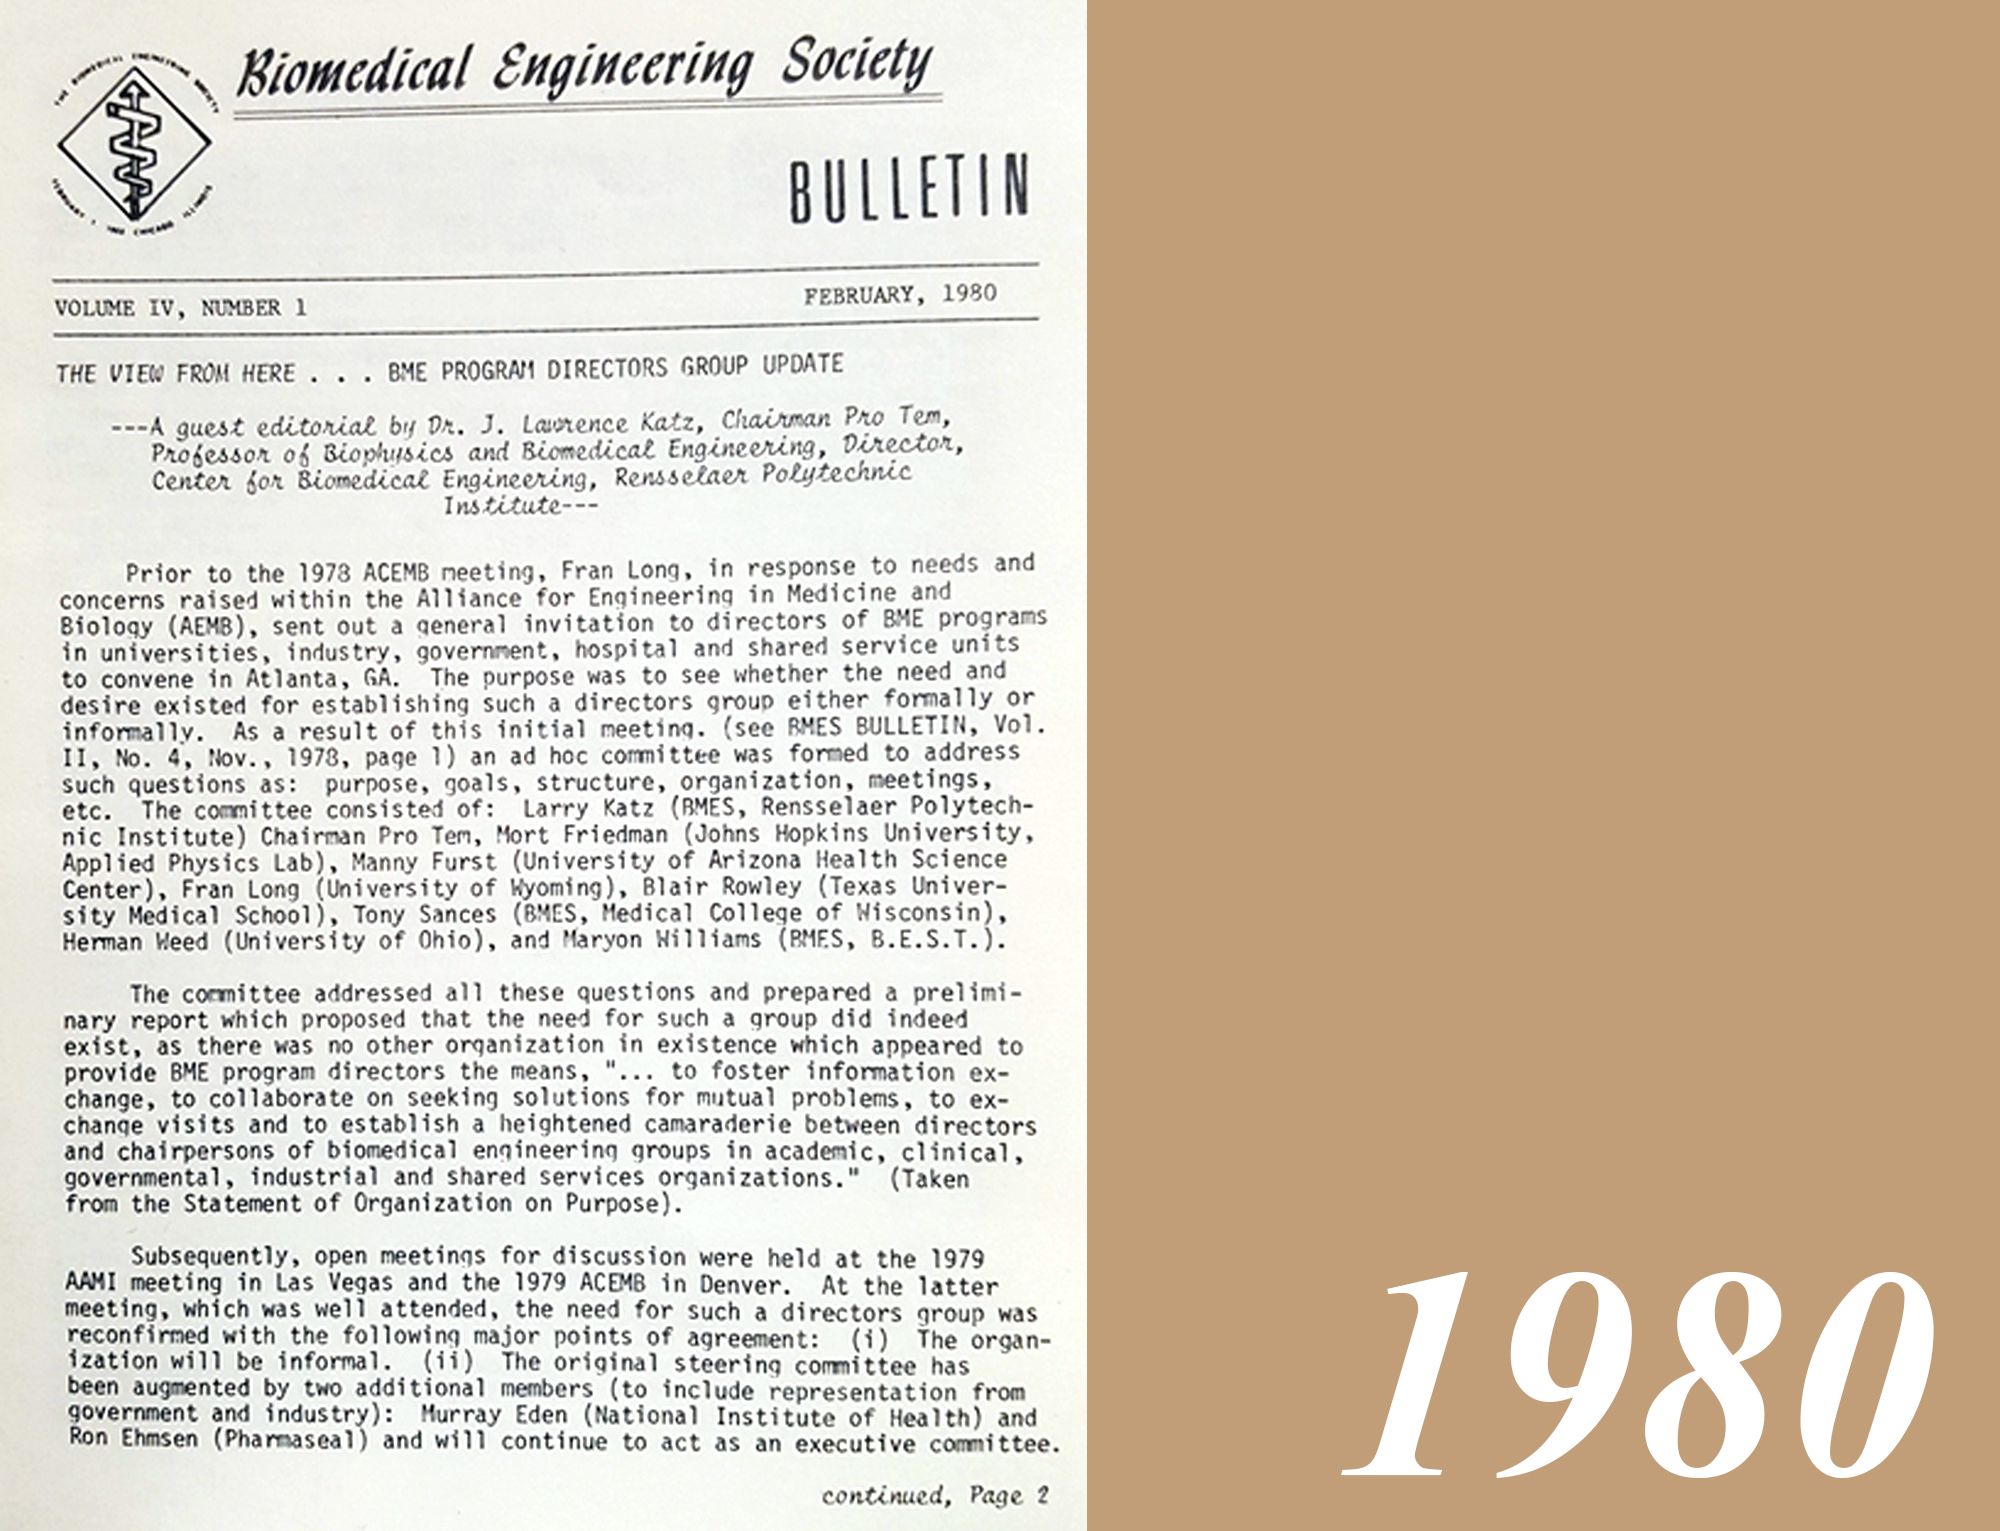 THE BIOMEDICAL ENGINEERING SOCIETY
FEBRUARY 1 CHICAGO ILLINOIS
Biomedical Engineering Society
BULLETIN
VOLUME IV, NUMBER 1
FEBRUARY, 1980
THE VIEW FROM HERE . . . BME PROGRAM DIRECTORS GROUP UPDATE
---A guest editorial by Dr. J. Lawrence Katz, Chairman Pro Tem,
Professor of Biophysics and Biomedical Engineering, Director,
Center for Biomedical Engineering, Rensselaer Polytechnic
Institute---
Prior to the 1978 ACEMB meeting, Fran Long, in response to needs and
concerns raised within the Alliance for Engineering in Medicine and
Biology (AEMB), sent out a general invitation to directors of BME programs
in universities, industry, government, hospital and shared service units
to convene in Atlanta, GA.  The purpose was to see whether the need and
desire existed for establishing such a directors group either formally or
informally.  As a result of this initial meeting. (see BMES BULLETIN, Vol.
II, No. 4, Nov., 1978, page 1) an ad hoc committee was formed to address
such questions as:  purpose, goals, structure, organization, meetings,
etc.  The committee consisted of:  Larry Katz (BMES, Rensselaer Polytech-
nic Institute) Chairman Pro Tem, Mort Friedman (Johns Hopkins University,
Applied Physics Lab), Manny Furst (University of Arizona Health Science
Center), Fran Long (University of Wyoming), Blair Rowley (Texas Univer-
sity Medical School), Tony Sances (BMES, Medical College of Wisconsin),
Herman Weed (University of Ohio), and Maryon Williams (BMES, B.E.S.T.).
The committee addressed all these questions and prepared a prelimi-
nary report which proposed that the need for such a group did indeed
exist, as there was no other organization in existence which appeared to
provide BME program directors the means, "... to foster information ex-
change, to collaborate on seeking solutions for mutual problems, to ex-
change visits and to establish a heightened camaraderie between directors
and chairpersons of biomedical engineering groups in academic, clinical,
governmental, industrial and shared services organizations."  (Taken
from the Statement of Organization on Purpose).
Subsequently, open meetings for discussion were held at the 1979
AAMI meeting in Las Vegas and the 1979 ACEMB in Denver.  At the latter
meeting, which was well attended, the need for such a directors group was
reconfirmed with the following major points of agreement:  (i)  The organ-
ization will be informal.  (ii)  The original steering committee has
been augmented by two additional members (to include representation from
government and industry):  Murray Eden (National Institute of Health) and
Ron Ehmsen (Pharmaseal) and will continue to act as an executive committee.
continued, Page 2
1980